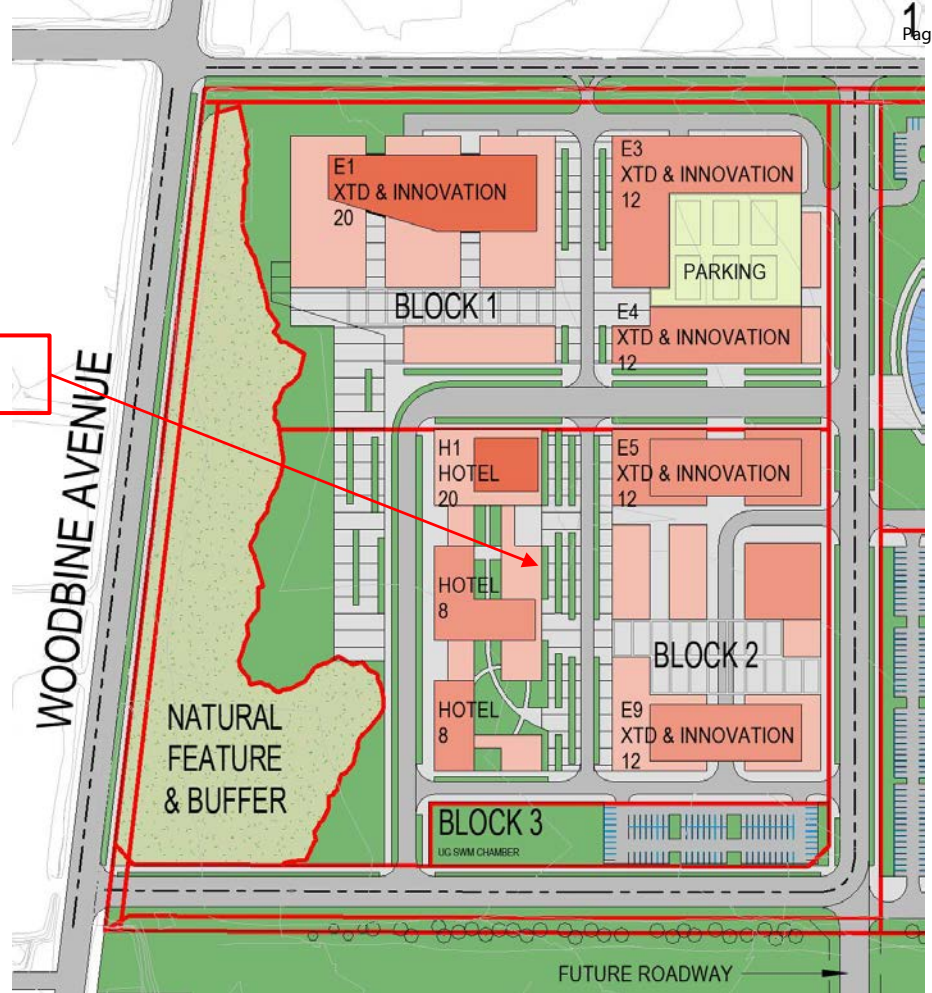 1
Pag
E1
XTD & INNOVATION
20
E3
XTD & INNOVATION
12
PARKING
BLOCK 1
E4
XTD & INNOVATION
12
WOODBINE AVENUE
H1
HOTEL
20
E5
XTD & INNOVATION
12
HOTEL
8
BLOCK 2
HOTEL
8
E9
XTD & INNOVATION
12
NATURAL
FEATURE
& BUFFER
BLOCK 3
UG SWM CHAMBER
FUTURE ROADWAY